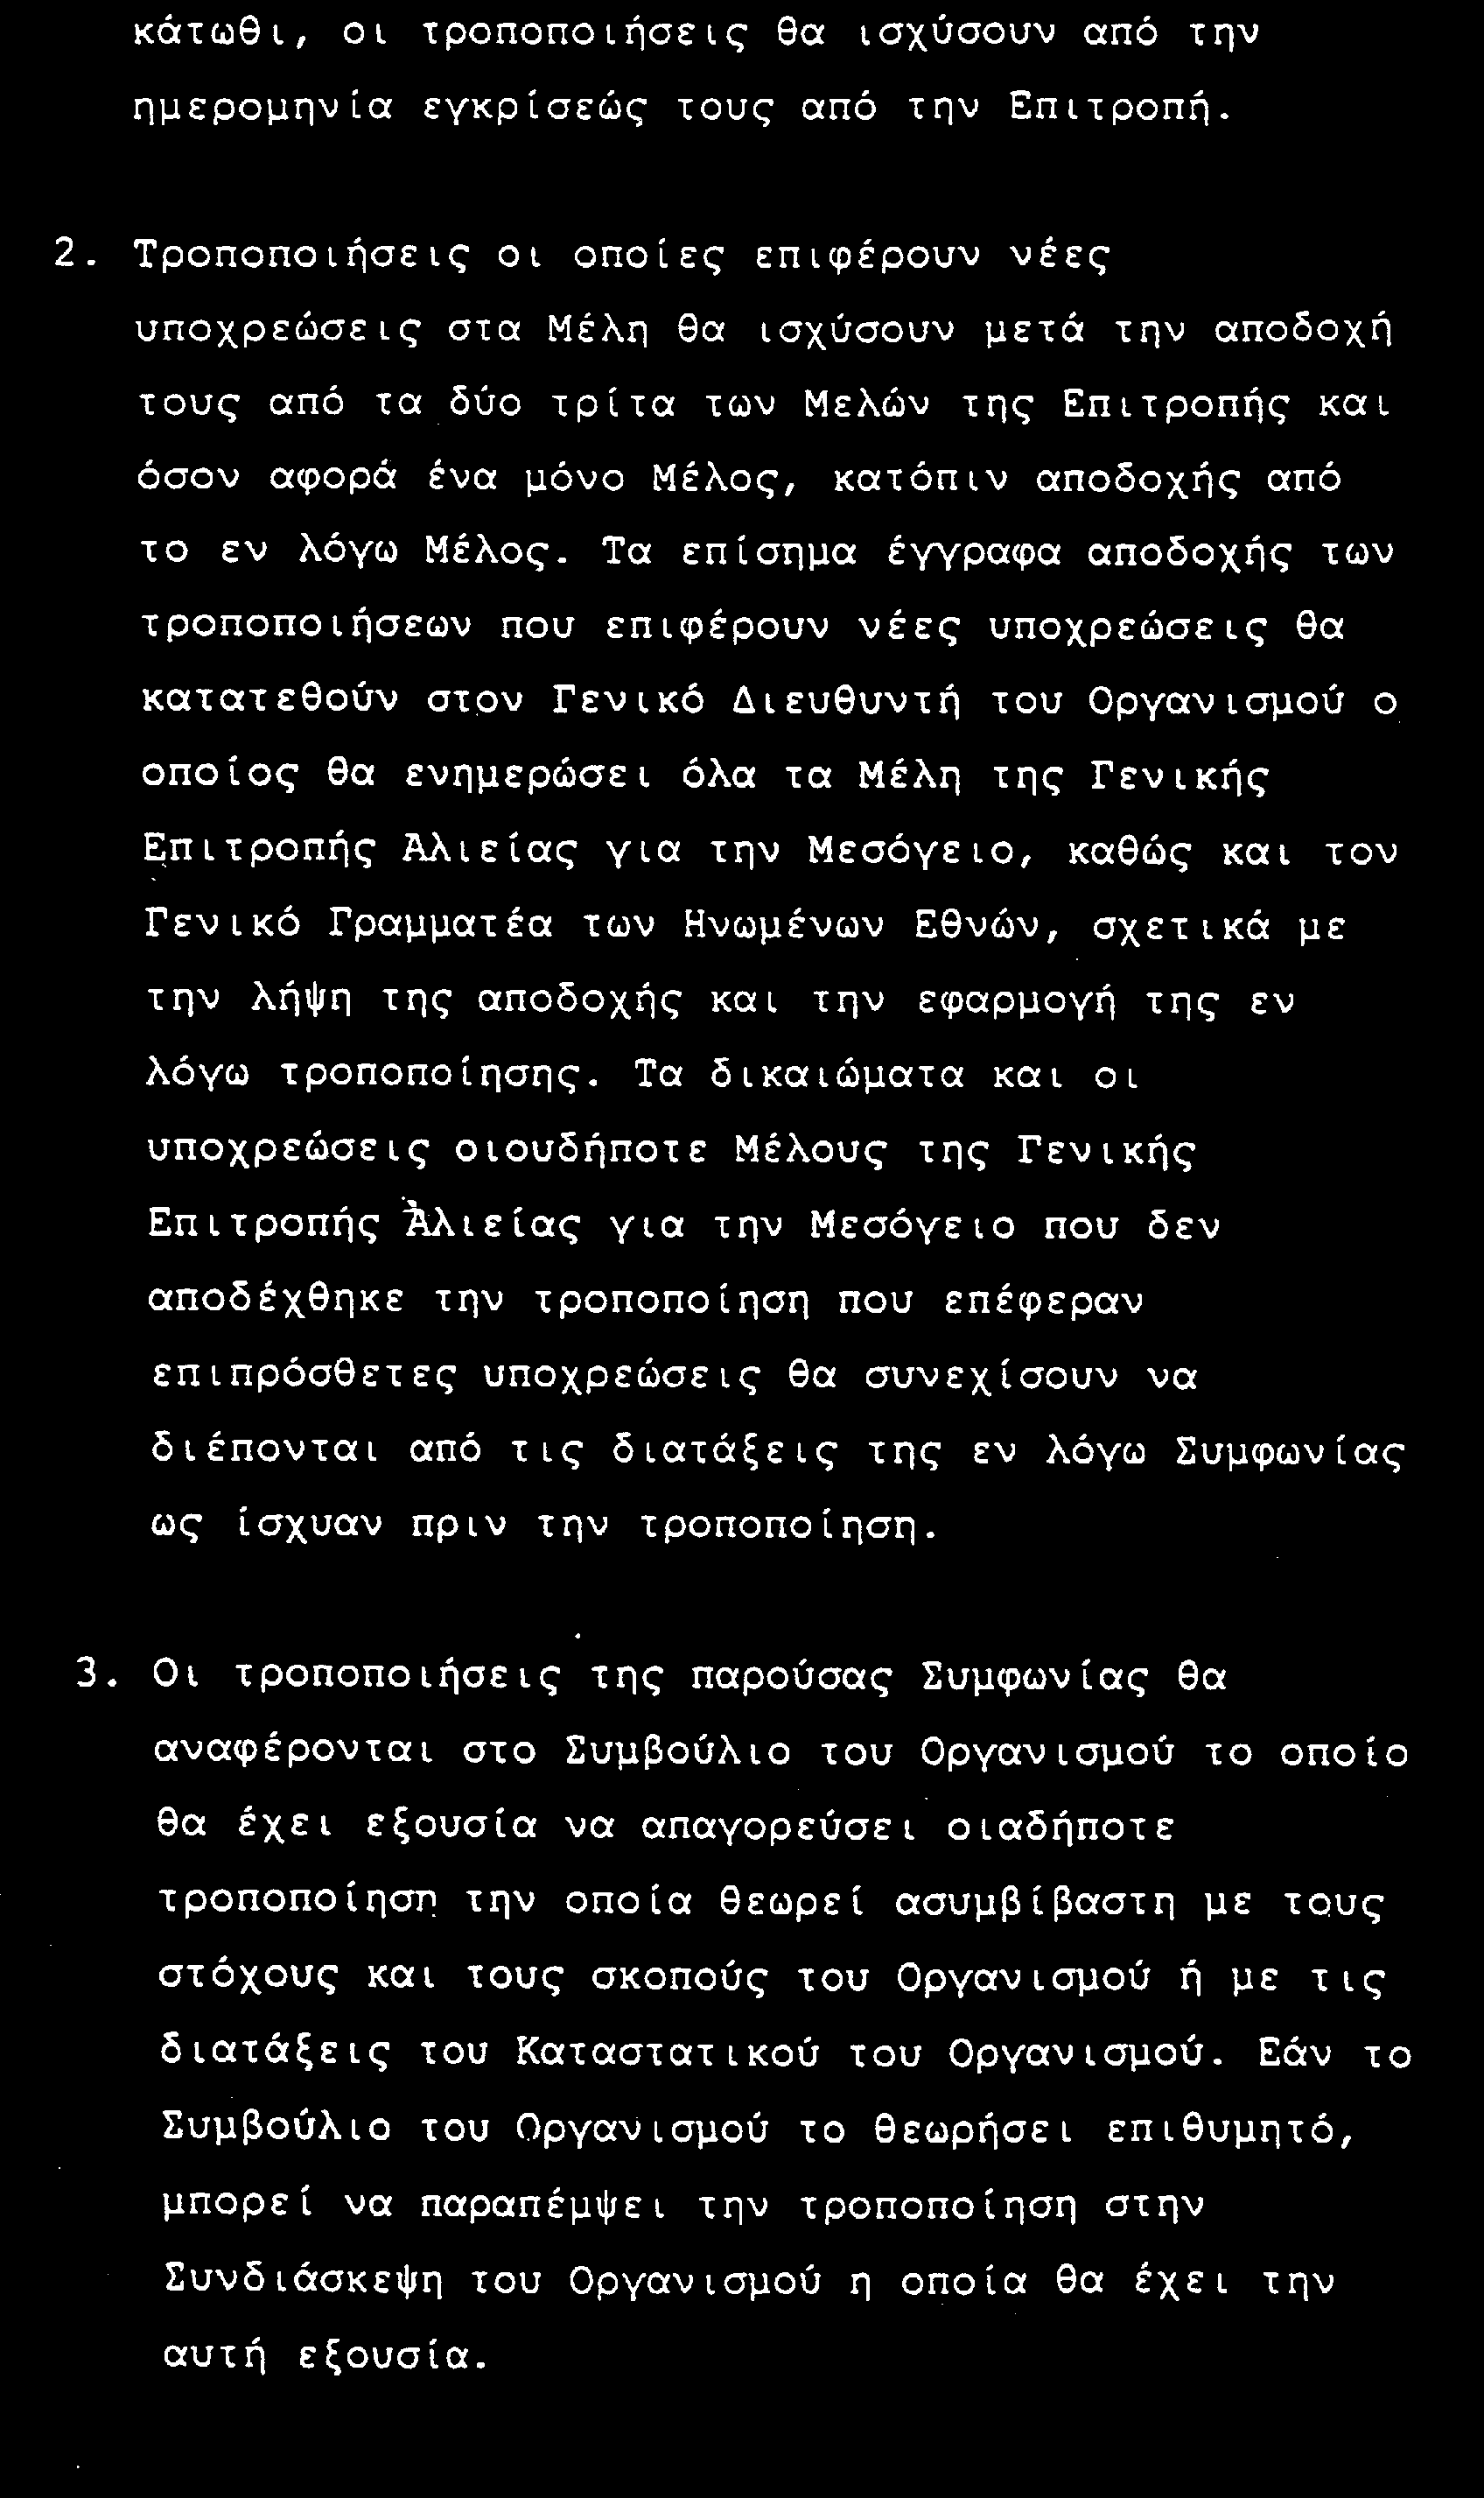 κάτωθι, οι τροποποιήσεις θα ισχύσουν από την
ημερομηνία εγκρίσεώς τους από την Επιτροπή.
2. Τροποποιήσεις οι οποίες επιφέρουν νέες
υποχρεώσεις στα Μέλη θα ισχύσουν μετά την αποδοχή
τους από τα δύο τρίτα των Μελών της Επιτροπής και
όσον αφορά ένα μόνο Μέλος, κατόπιν αποδοχής από
το εν λόγω Μέλος. Τα επίσημα έγγραφα αποδοχής των
τροποποιήσεων που επιφέρουν νέες υποχρεώσεις θα
κατατεθούν στον Γενικό Διευθυντή του Οργανισμού ο
οποίος θα ενημερώσει όλα τα Μέλη της Γενικής
Επιτροπής Αλιείας για την Μεσόγειο, καθώς και τον
Γενικό Γραμματέα των Ηνωμένων Εθνών, σχετικά με
την λήψη της αποδοχής και την εφαρμογή της εν
λόγω τροποποίησης. Τα δικαιώματα και οι
υποχρεώσεις οιουδήποτε Μέλους της Γενικής
Επιτροπής Αλιείας για την Μεσόγειο που δεν
αποδέχθηκε την τροποποίηση που επέφεραν
επιπρόσθετες υποχρεώσεις θα συνεχίσουν να
διέπονται από τις διατάξεις της εν λόγω Συμφωνίας
ως ίσχυαν πριν την τροποποίηση.
3. Οι τροποποιήσεις της παρούσας Συμφωνίας θα
αναφέρονται στο Συμβούλιο του Οργανισμού το οποίο
θα έχει εξουσία να απαγορεύσει οιαδήποτε
τροποποίηση την οποία θεωρεί ασυμβίβαστη με τους
στόχους και τους σκοπούς του Οργανισμού ή με τις
διατάξεις του Καταστατικού του Οργανισμού. Εάν το
Συμβούλιο του Οργανισμού το θεωρήσει επιθυμητό,
μπορεί να παραπέμψει την τροποποίηση στην
Συνδιάσκεψη του Οργανισμού η οποία θα έχει την
αυτή εξουσία.